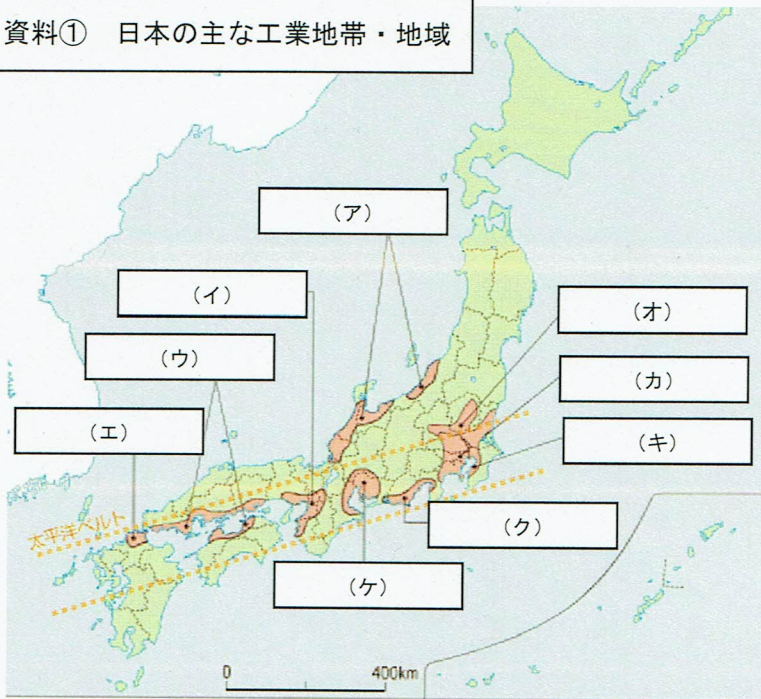 資料① 日本の主な工業地帯・地域
(ア)
(イ)
(オ)
(ウ)
(カ)
(エ)
(キ)
太平洋ベルト
(ク)
(ケ)
0 400km